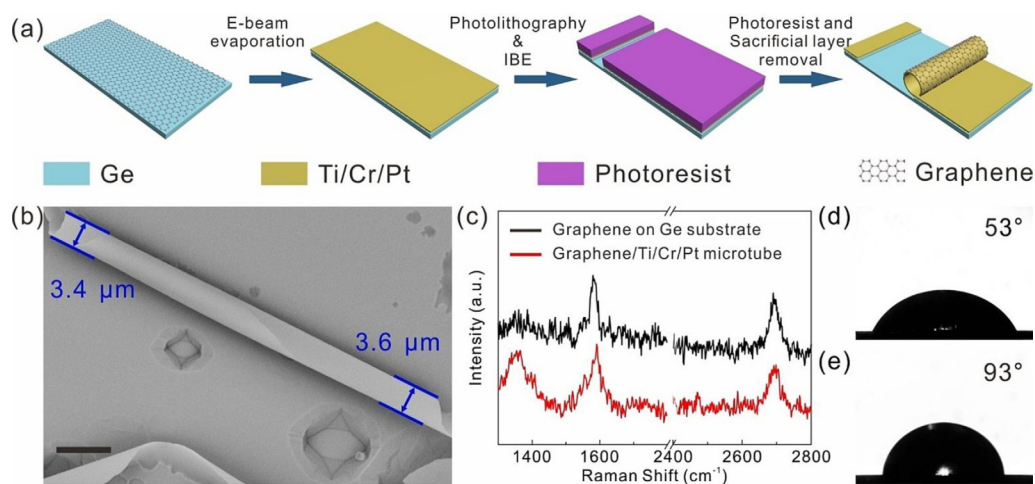 (a)
E-beam
evaporation
Photolithography
&
IBE
Photoresist and
Sacrificial layer
removal
Ge
Ti/Cr/Pt
Photoresist
Graphene
(b)
3.4 μm
3.6 μm
(c)
Graphene on Ge substrate
Graphene/Ti/Cr/Pt microtube
Intensity (a.u.)
1400
1600
2400
2600
2800
Raman Shift (cm⁻¹)
(d)
53°
(e)
93°